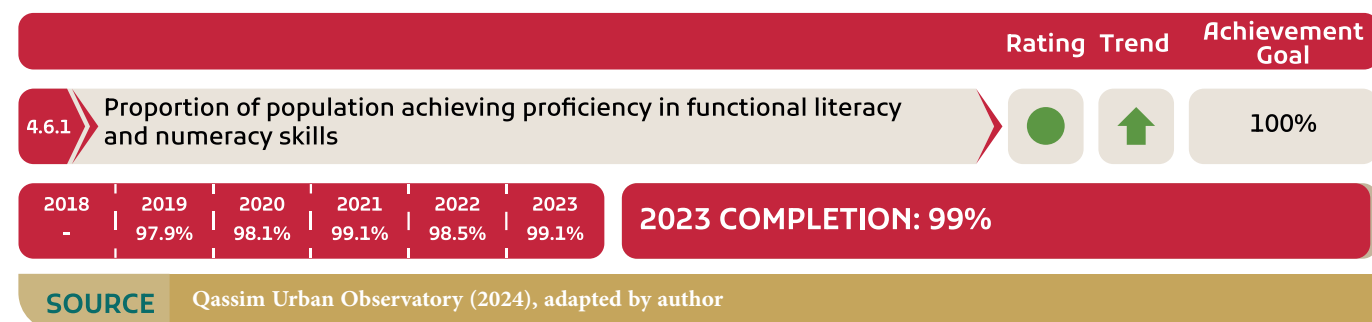 Rating Trend Achievement
Goal
4.6.1 Proportion of population achieving proficiency in functional literacy
and numeracy skills
100%
2018 2019 2020 2021 2022 2023
- 97.9% 98.1% 99.1% 98.5% 99.1%
2023 COMPLETION: 99%
SOURCE Qassim Urban Observatory (2024), adapted by author